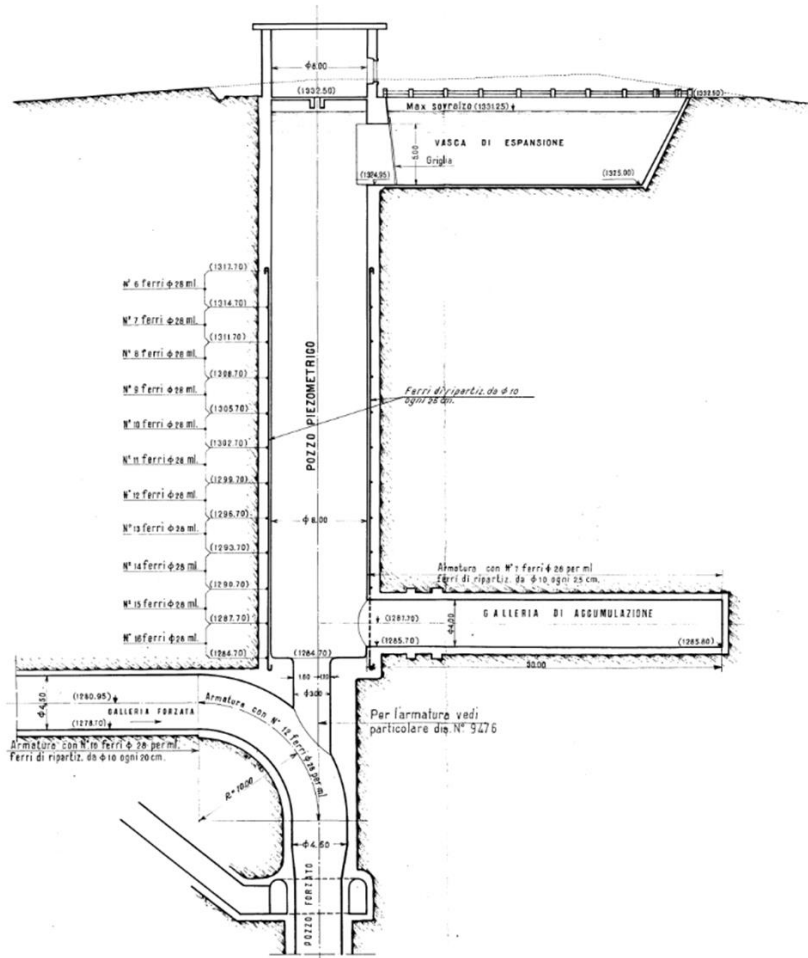 ϕ8.00
(1332.50)
(1332.50)
Max sovralzo (1331.25)
VASCA DI ESPANSIONE
5.00
Griglia
(1324.95)
(1325.00)
(1317.70)
N° 6 ferri ϕ 28 ml.
(1314.70)
N° 7 ferri ϕ 28 ml.
(1311.70)
N° 8 ferri ϕ 28 ml.
(1308.70)
N° 9 ferri ϕ 28 ml.
(1305.70)
N° 10 ferri ϕ 28 ml.
(1302.70)
N° 11 ferri ϕ 28 ml.
(1299.70)
N° 12 ferri ϕ 28 ml.
(1296.70)
N° 13 ferri ϕ 28 ml.
(1293.70)
N° 14 ferri ϕ 28 ml.
(1290.70)
N° 15 ferri ϕ 28 ml.
(1287.70)
N° 16 ferri ϕ 28 ml.
(1284.70)
POZZO PIEZOMETRICO
Ferri di ripartiz. da ϕ 10
ogni 25 cm.
ϕ 8.00
Armatura con N° 7 ferri ϕ 28 per ml
ferri di ripartiz. da ϕ 10 ogni 25 cm.
GALLERIA DI ACCUMULAZIONE
(1287.70)
ϕ4.00
(1285.70)
(1285.80)
30.00
(1284.70)
1.80
ϕ3.00
ϕ4.50
(1280.95)
GALLERIA FORZATA
(1278.70)
Armatura con N° 10 ferri ϕ 28 per ml.
ferri di ripartiz. da ϕ 10 ogni 20 cm.
Armatura con N° 12 ferri ϕ 28 per ml
Per l'armatura vedi
particolare dis. N° 9476
R = 10.00
ϕ 4.50
POZZO FORZATO